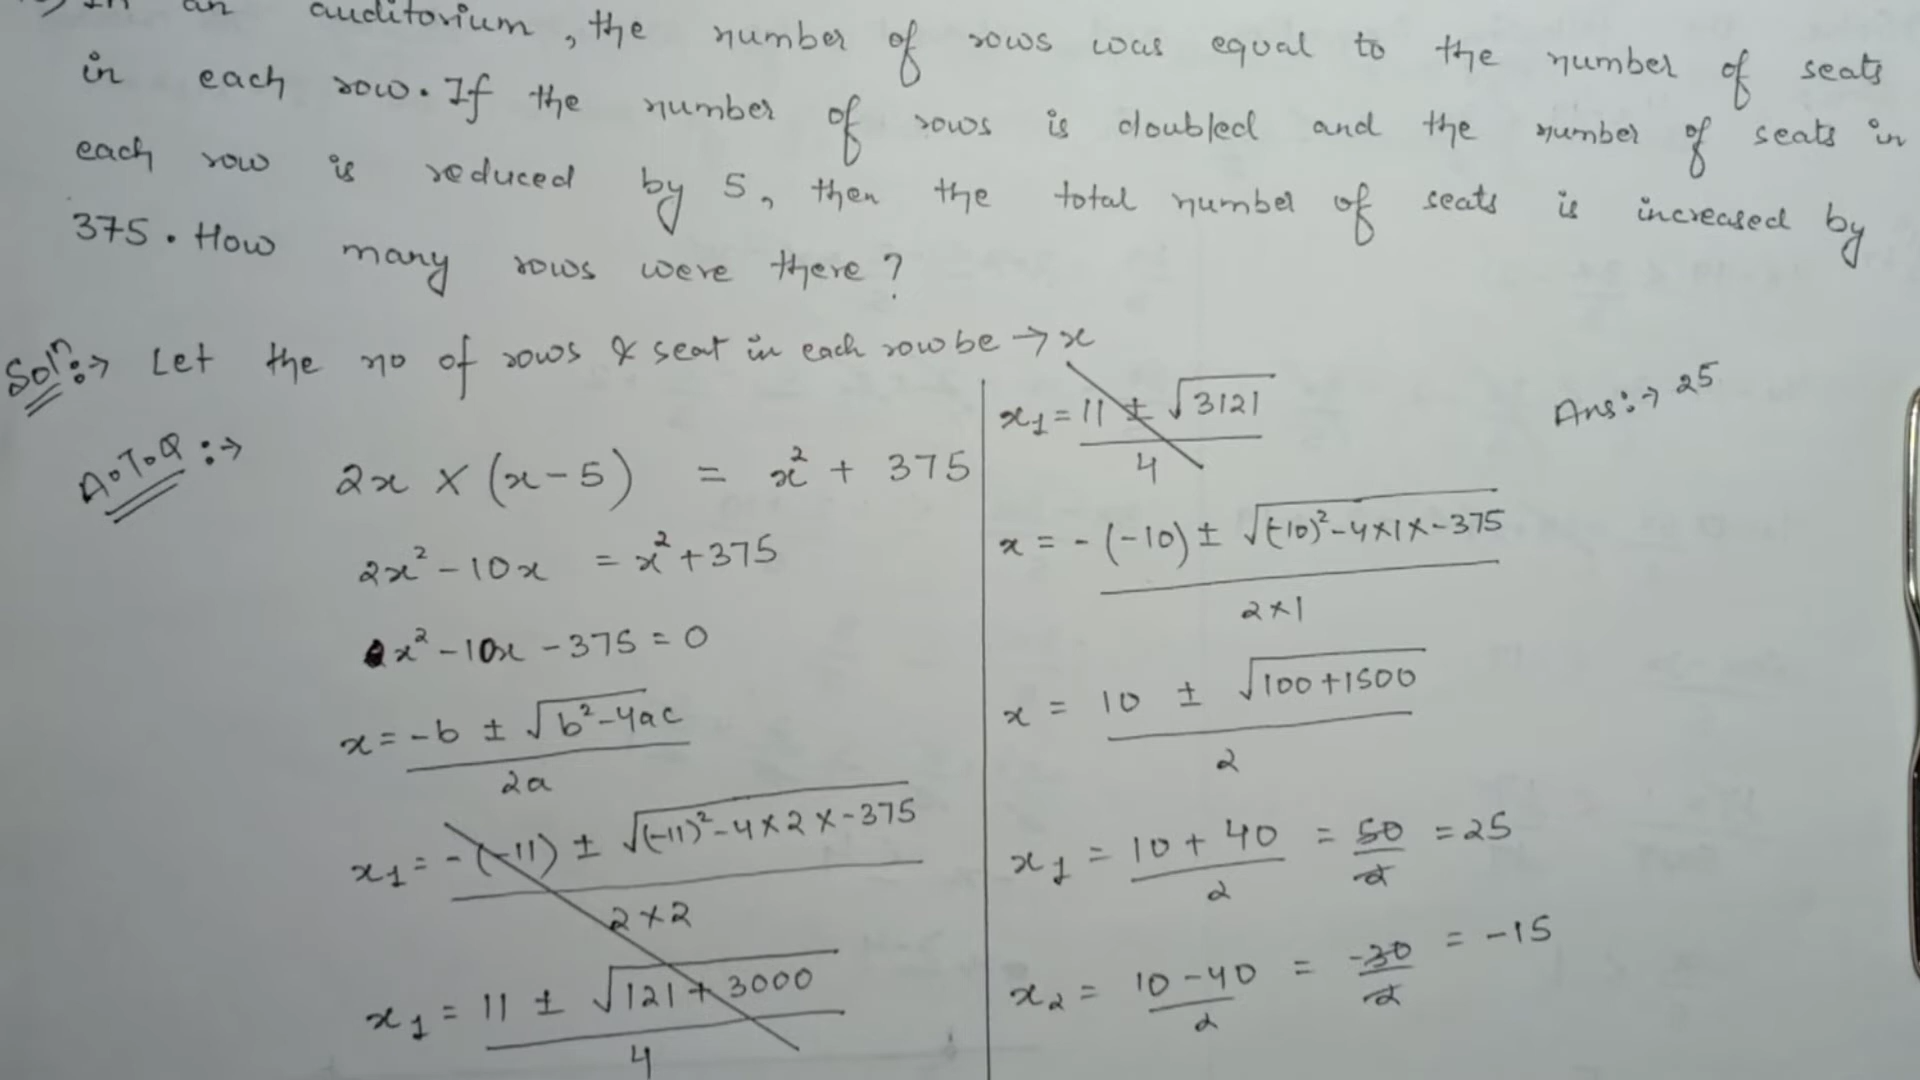 In an auditorium, the number of rows was equal to the number of seats
in each row. If the number of rows is doubled and the number of seats in
each row is reduced by 5, then the total number of seats is increased by
375. How many rows were there?
Solⁿ:→ Let the no of rows & seat in each row be → x
A.T.Q:→
2x × (x-5) = x² + 375
2x² - 10x = x² + 375
x² - 10x - 375 = 0
x = -b ± √b²-4ac
2a
x₁ = -(-11) ± √(-11)²-4×2×-375
2×2
x₁ = 11 ± √121+3000
4
x₁ = 11 ± √3121
4
x = -(-10) ± √(-10)²-4×1×-375
2×1
x = 10 ± √100+1500
2
x₁ = 10+40 = 50 = 25
2 2
x₂ = 10-40 = -30 = -15
2 2
Ans:→ 25